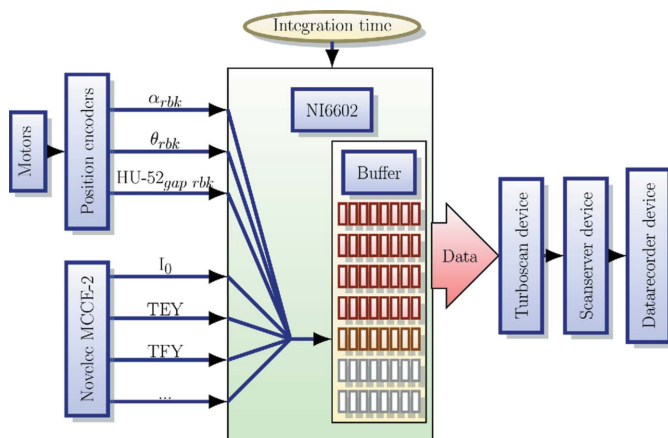 Integration time
NI6602
Motors
Position encoders
α_rbk
θ_rbk
HU-52_gap rbk
Buffer
Data
Turboscan device
Scanserver device
Datarecorder device
Novelec MCCE-2
I_0
TEY
TFY
...